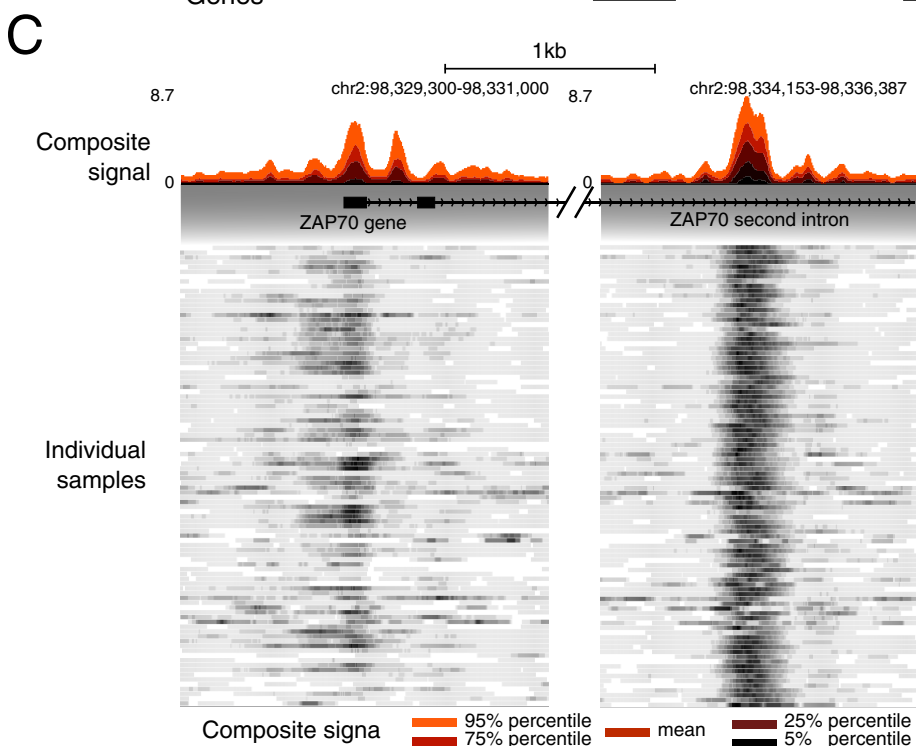 Genes
C
1kb
8.7 chr2:98,329,300-98,331,000 8.7 chr2:98,334,153-98,336,387
Composite
signal
0 0
ZAP70 gene ZAP70 second intron
Individual
samples
Composite signa 95% percentile mean 25% percentile
75% percentile 5% percentile